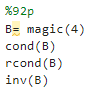 %92p
B= magic(4)
cond(B)
rcond(B)
inv(B)